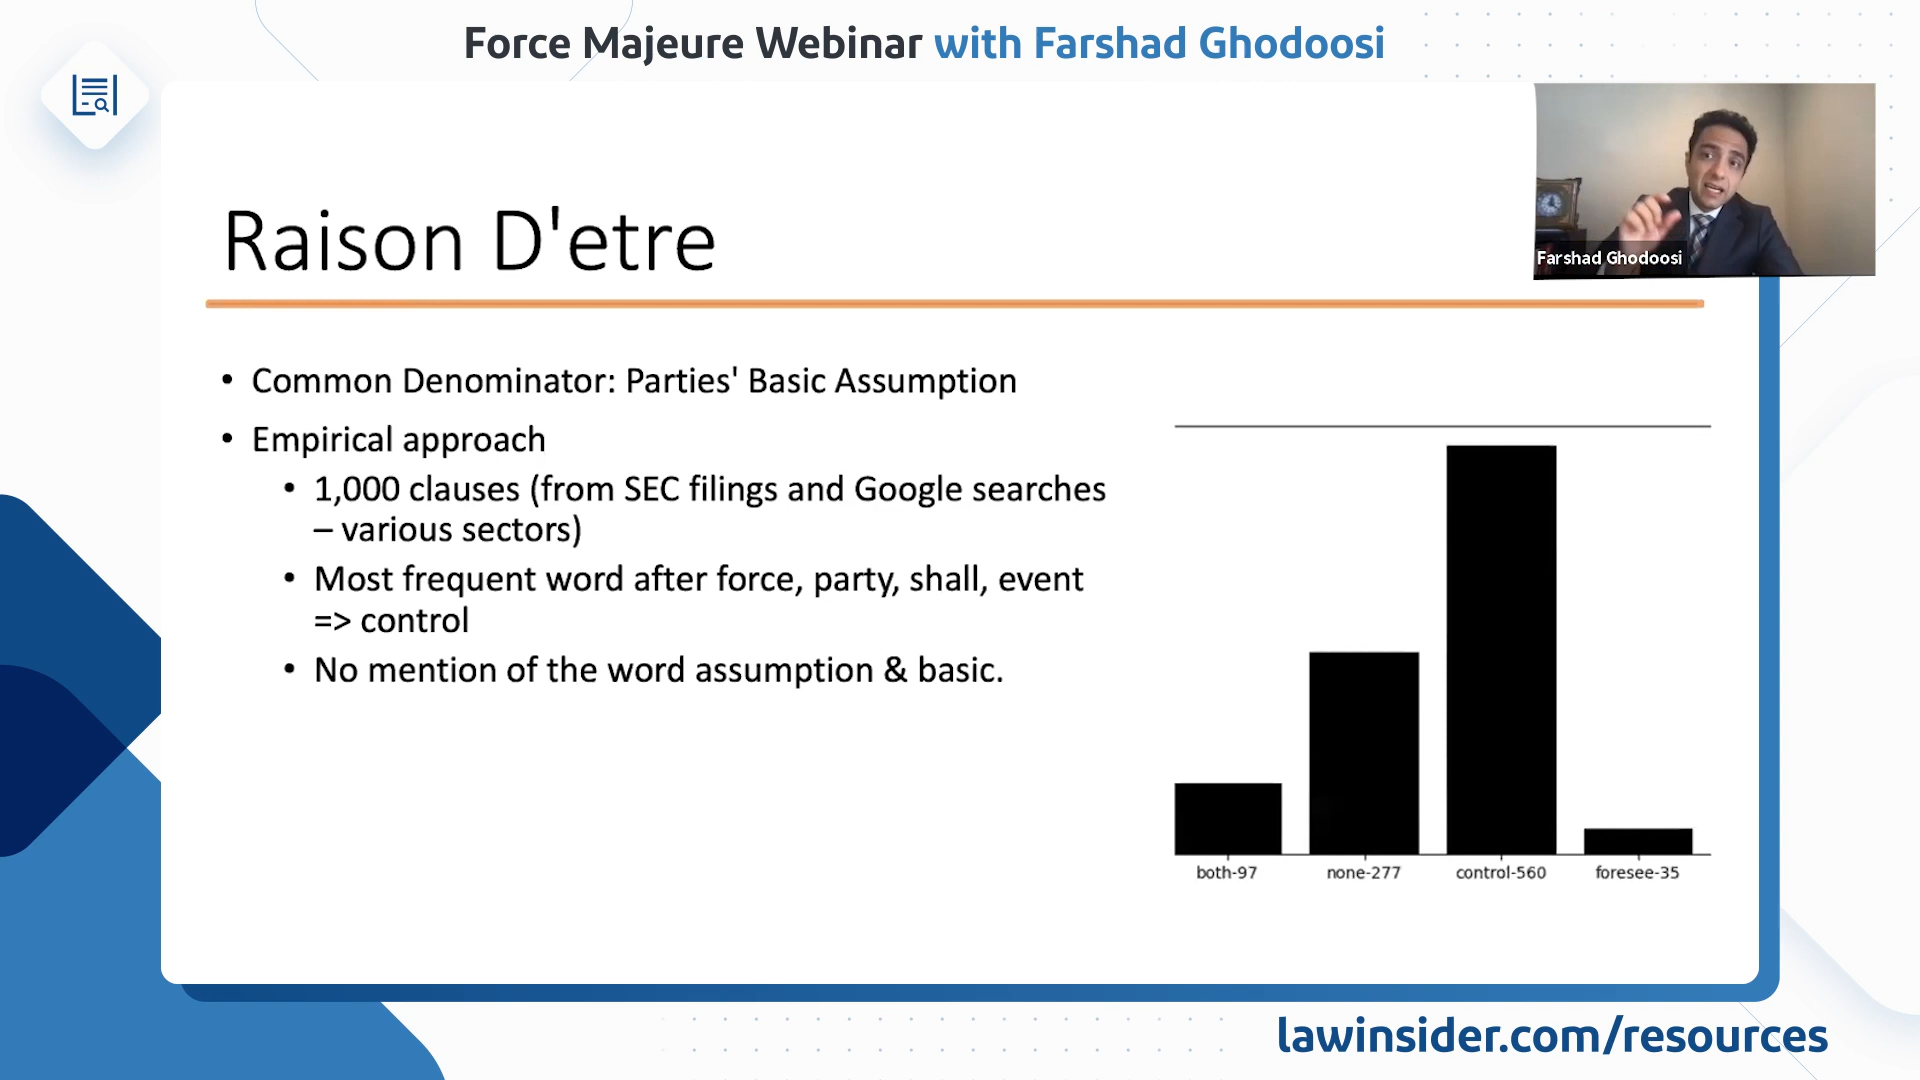 Force Majeure Webinar with Farshad Ghodoosi
Farshad Ghodoosi
Raison D'etre
• Common Denominator: Parties' Basic Assumption
• Empirical approach
• 1,000 clauses (from SEC filings and Google searches
– various sectors)
• Most frequent word after force, party, shall, event
=> control
• No mention of the word assumption & basic.
both-97
none-277
control-560
foresee-35
lawinsider.com/resources